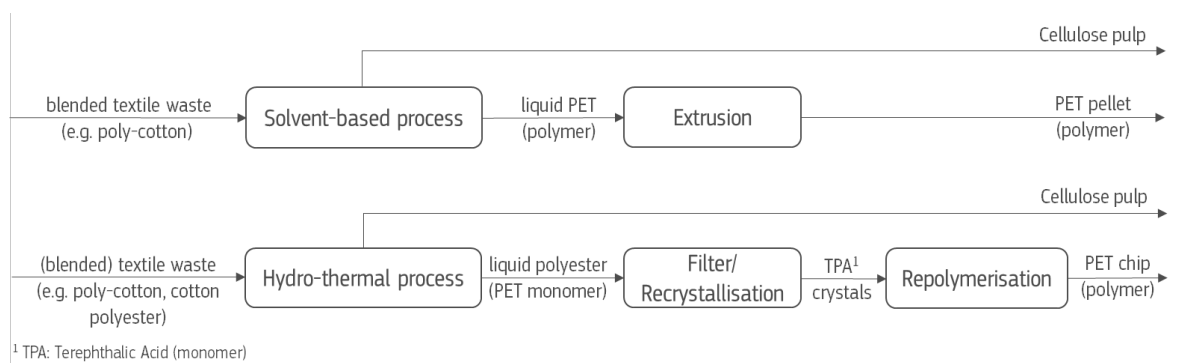 Cellulose pulp
blended textile waste
(e.g. poly-cotton)
Solvent-based process
liquid PET
(polymer)
Extrusion
PET pellet
(polymer)
Cellulose pulp
(blended) textile waste
(e.g. poly-cotton, cotton
polyester)
Hydro-thermal process
liquid polyester
(PET monomer)
Filter/
Recrystallisation
TPA¹
crystals
Repolymerisation
PET chip
(polymer)
¹ TPA: Terephthalic Acid (monomer)